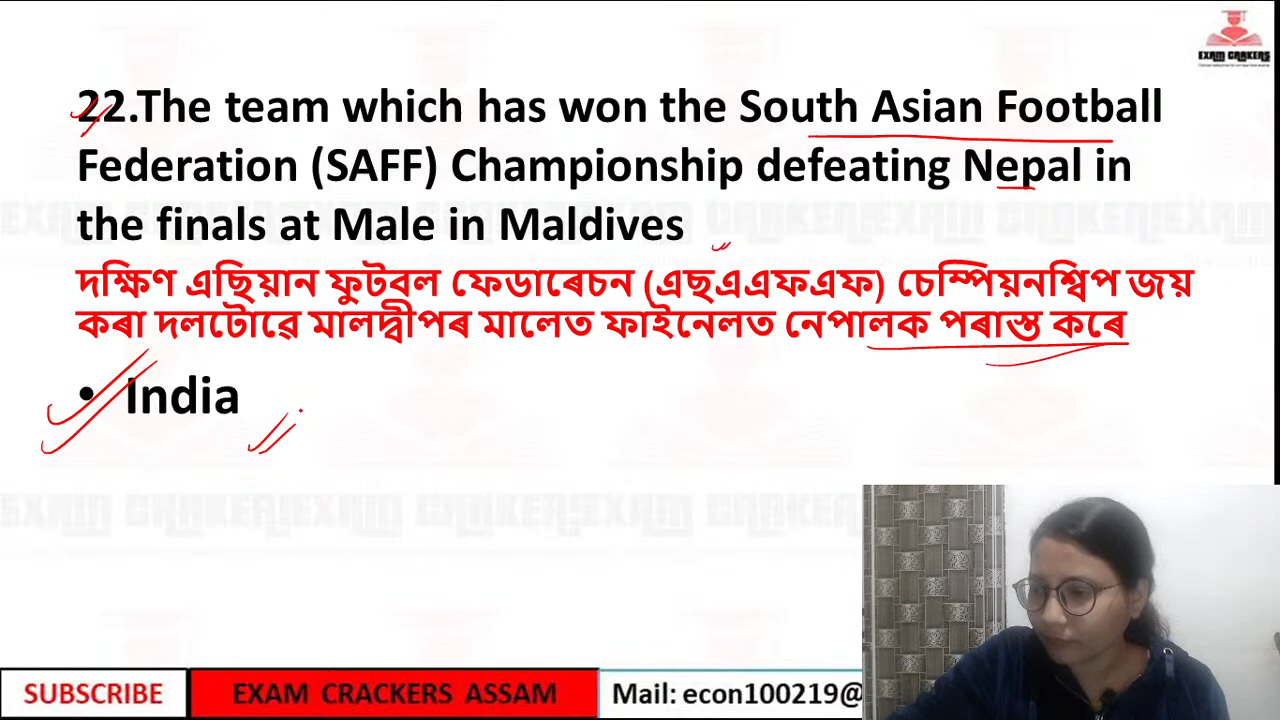 EXAM CRAKERS
22.The team which has won the South Asian Football
Federation (SAFF) Championship defeating Nepal in
the finals at Male in Maldives
দক্ষিণ এছিয়ান ফুটবল ফেডাৰেচন (এছএএফএফ) চেম্পিয়নশ্বিপ জয়
কৰা দলটোৱে মালদ্বীপৰ মালেত ফাইনেলত নেপালক পৰাস্ত কৰে
• India
SUBSCRIBE
EXAM CRACKERS ASSAM
Mail: econ100219@